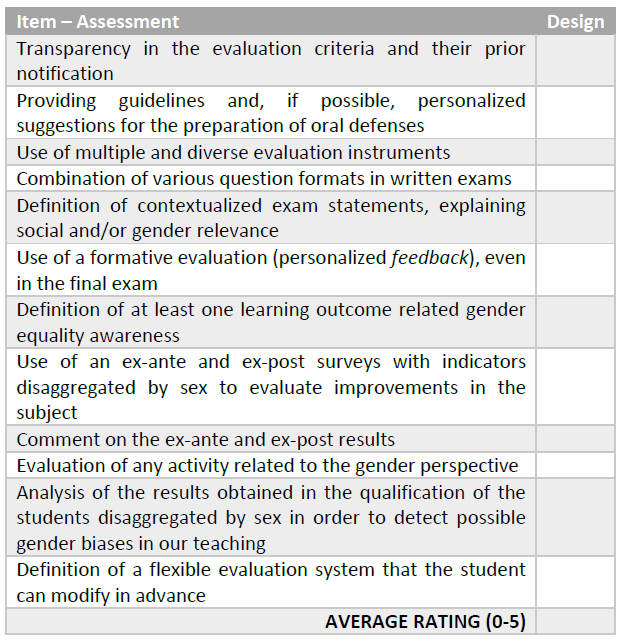 Item – Assessment Design
Transparency in the evaluation criteria and their prior
notification
Providing guidelines and, if possible, personalized
suggestions for the preparation of oral defenses
Use of multiple and diverse evaluation instruments
Combination of various question formats in written exams
Definition of contextualized exam statements, explaining
social and/or gender relevance
Use of a formative evaluation (personalized feedback), even
in the final exam
Definition of at least one learning outcome related gender
equality awareness
Use of an ex-ante and ex-post surveys with indicators
disaggregated by sex to evaluate improvements in the
subject
Comment on the ex-ante and ex-post results
Evaluation of any activity related to the gender perspective
Analysis of the results obtained in the qualification of the
students disaggregated by sex in order to detect possible
gender biases in our teaching
Definition of a flexible evaluation system that the student
can modify in advance
AVERAGE RATING (0-5)